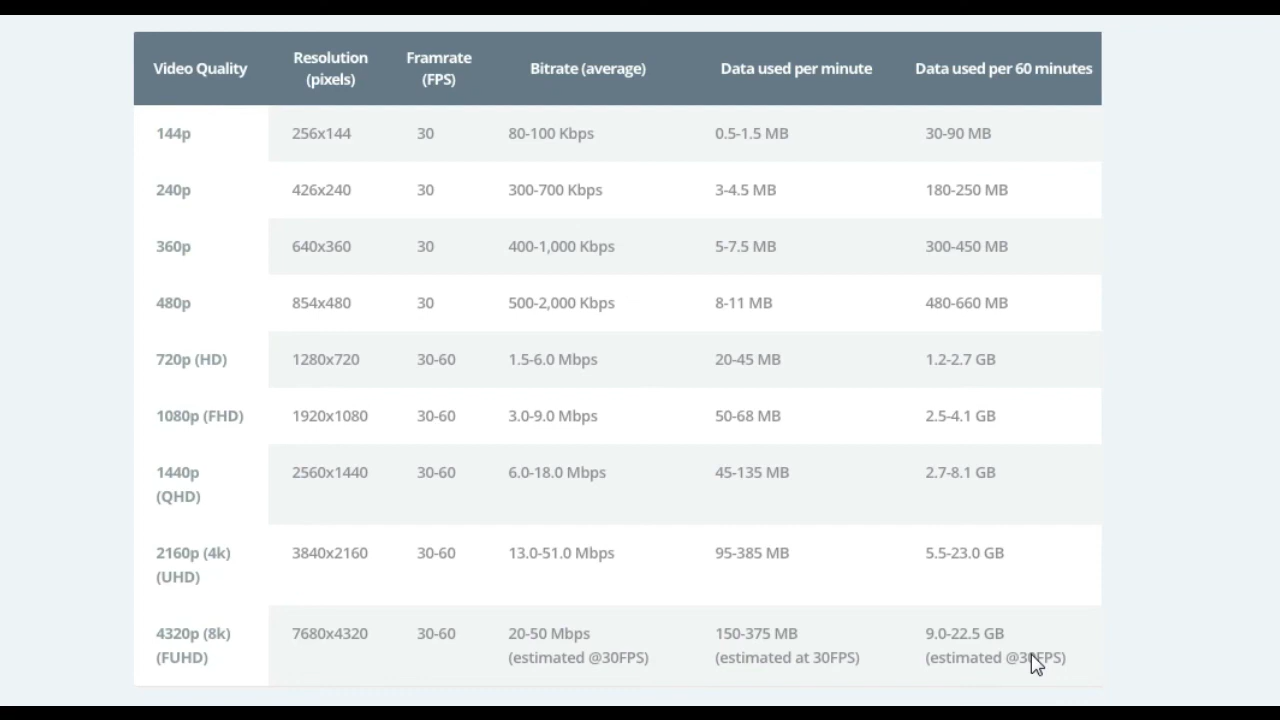 Video Quality Resolution (pixels) Framrate (FPS) Bitrate (average) Data used per minute Data used per 60 minutes
144p 256x144 30 80-100 Kbps 0.5-1.5 MB 30-90 MB
240p 426x240 30 300-700 Kbps 3-4.5 MB 180-250 MB
360p 640x360 30 400-1,000 Kbps 5-7.5 MB 300-450 MB
480p 854x480 30 500-2,000 Kbps 8-11 MB 480-660 MB
720p (HD) 1280x720 30-60 1.5-6.0 Mbps 20-45 MB 1.2-2.7 GB
1080p (FHD) 1920x1080 30-60 3.0-9.0 Mbps 50-68 MB 2.5-4.1 GB
1440p 2560x1440 30-60 6.0-18.0 Mbps 45-135 MB 2.7-8.1 GB
(QHD)
2160p (4k) 3840x2160 30-60 13.0-51.0 Mbps 95-385 MB 5.5-23.0 GB
(UHD)
4320p (8k) 7680x4320 30-60 20-50 Mbps 150-375 MB 9.0-22.5 GB
(FUHD) (estimated @30FPS) (estimated at 30FPS) (estimated @30FPS)